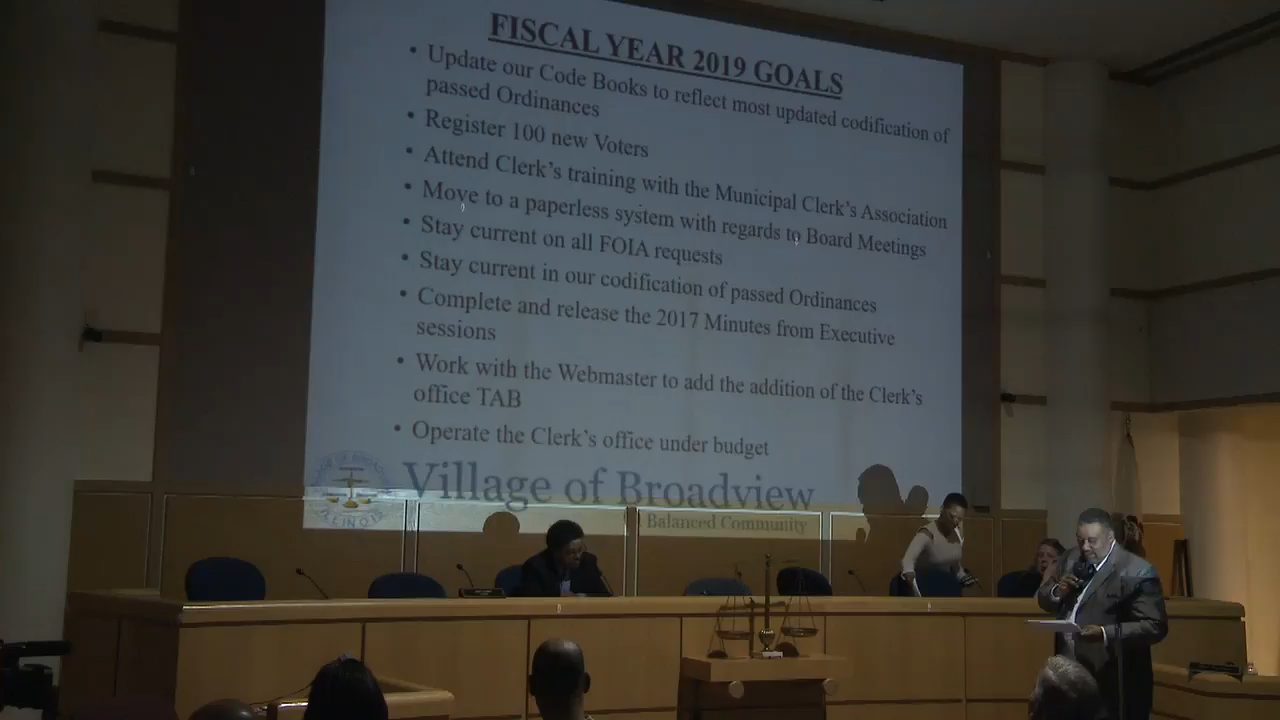 FISCAL YEAR 2019 GOALS
• Update our Code Books to reflect most updated codification of
passed Ordinances
• Register 100 new Voters
• Attend Clerk's training with the Municipal Clerk's Association
• Move to a paperless system with regards to Board Meetings
• Stay current on all FOIA requests
• Stay current in our codification of passed Ordinances
• Complete and release the 2017 Minutes from Executive
sessions
• Work with the Webmaster to add the addition of the Clerk's
office TAB
• Operate the Clerk's office under budget
Village of Broadview
Balanced Community